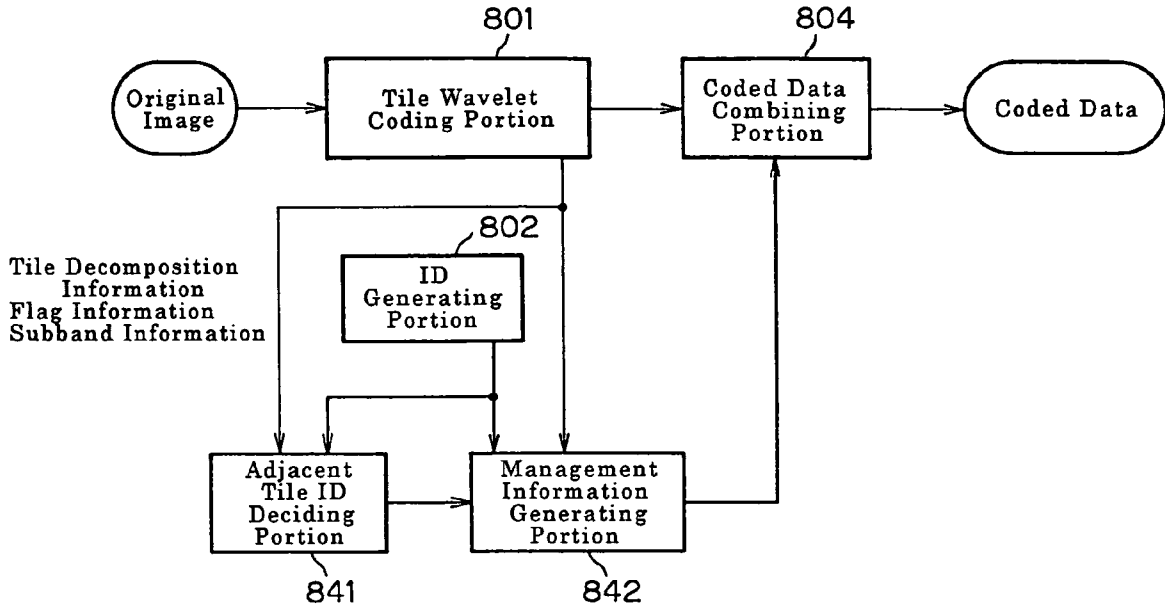 801
804
Original
Image
Tile Wavelet
Coding Portion
Coded Data
Combining
Portion
Coded Data
802
Tile Decomposition
Information
Flag Information
Subband Information
ID
Generating
Portion
Adjacent
Tile ID
Deciding
Portion
Management
Information
Generating
Portion
841
842